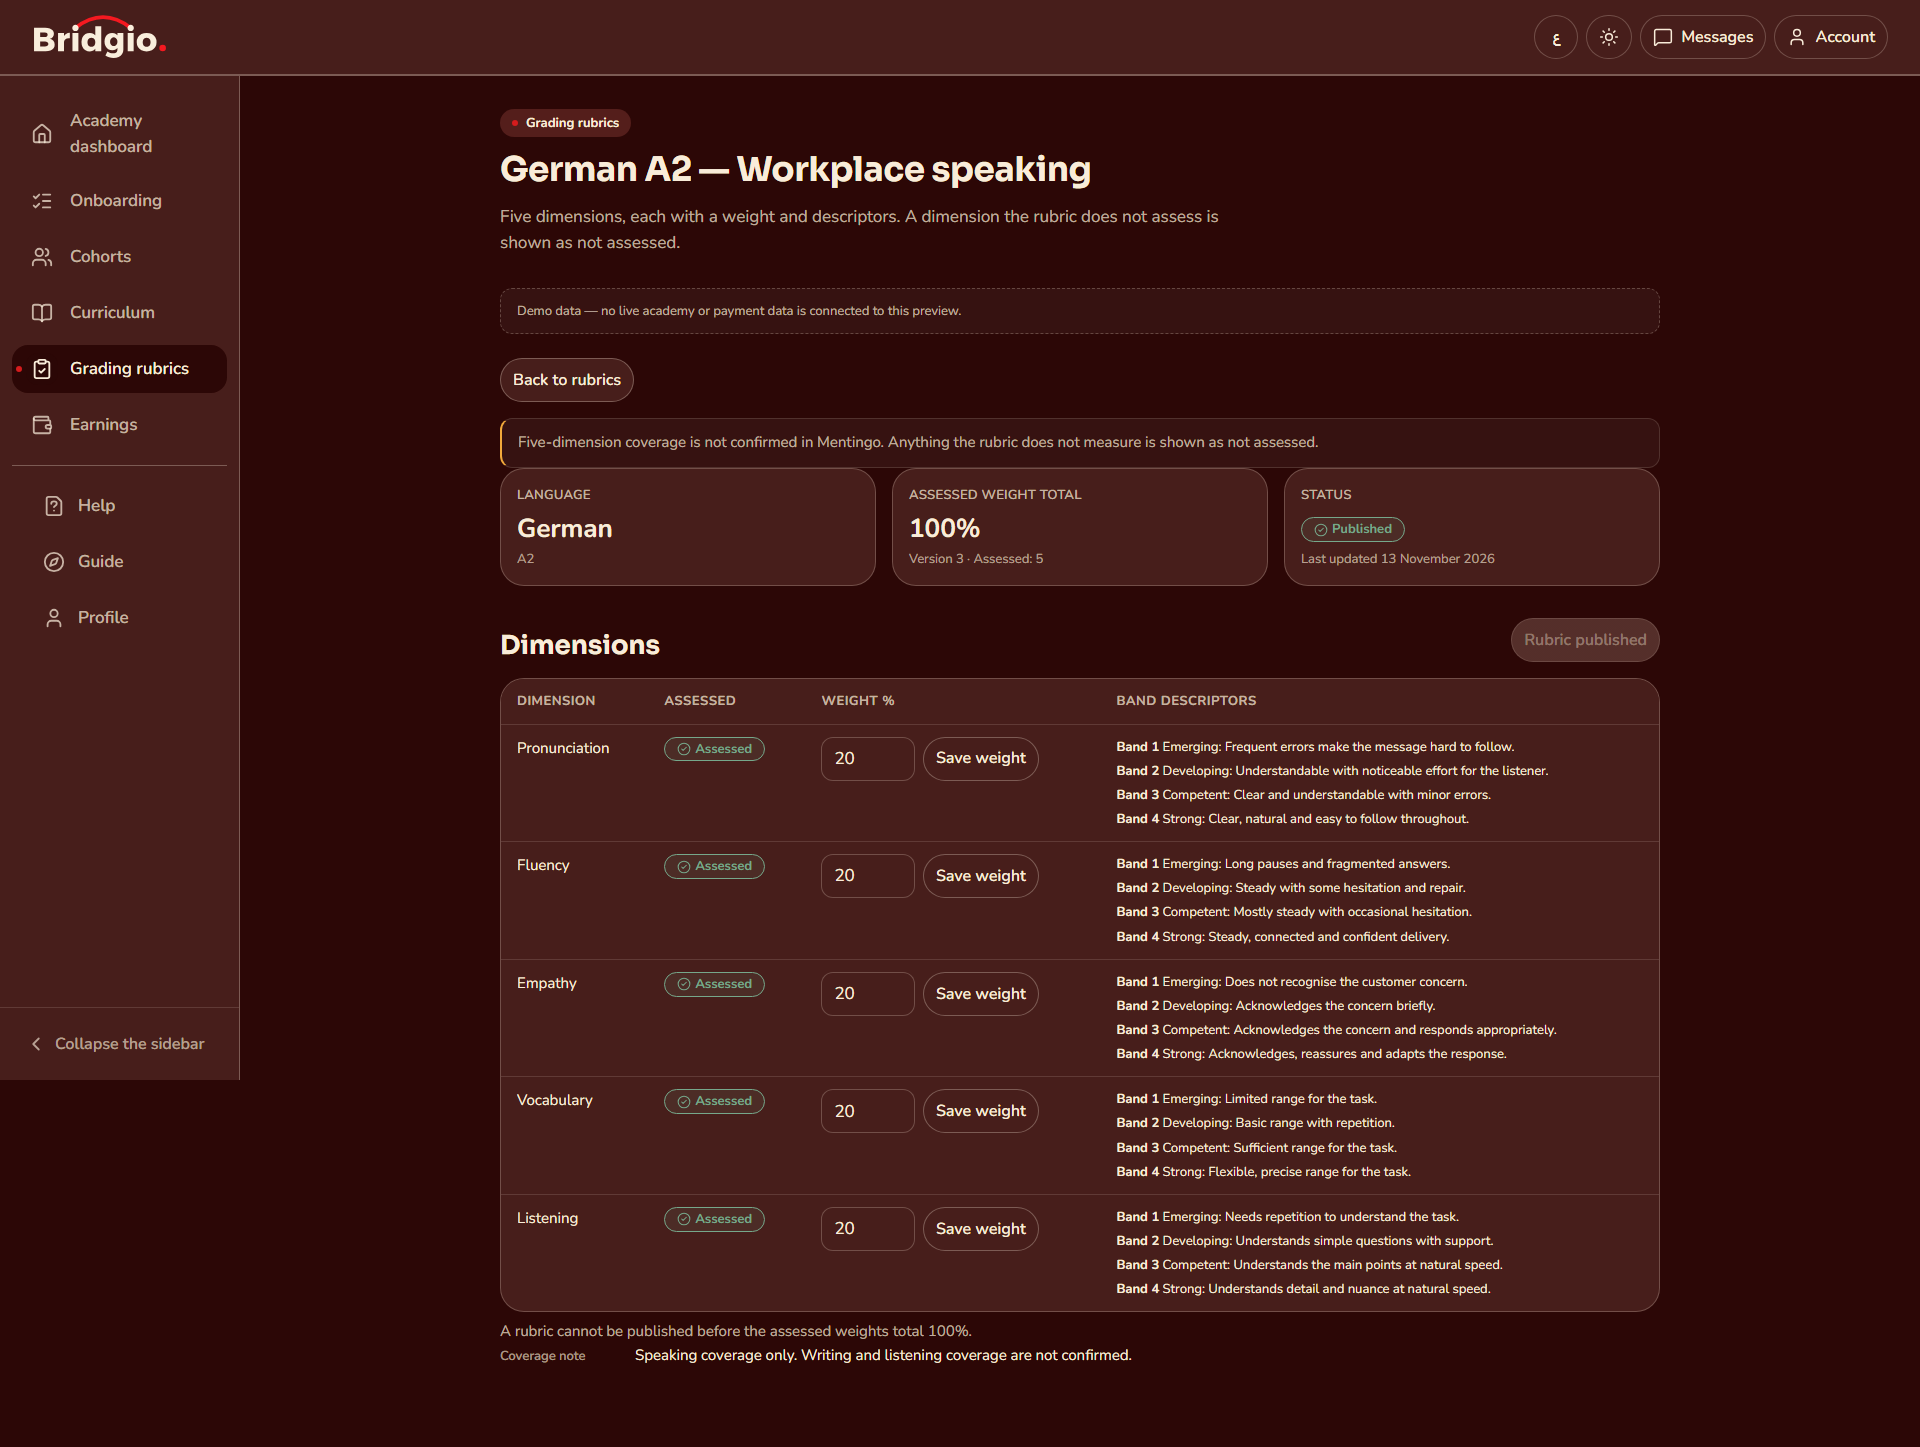 Bridgio.
ع
Messages
Account
Academy
dashboard
Onboarding
Cohorts
Curriculum
Grading rubrics
Earnings
Help
Guide
Profile
Collapse the sidebar
Grading rubrics
German A2 — Workplace speaking
Five dimensions, each with a weight and descriptors. A dimension the rubric does not assess is
shown as not assessed.
Demo data — no live academy or payment data is connected to this preview.
Back to rubrics
Five-dimension coverage is not confirmed in Mentingo. Anything the rubric does not measure is shown as not assessed.
LANGUAGE
German
A2
ASSESSED WEIGHT TOTAL
100%
Version 3 · Assessed: 5
STATUS
Published
Last updated 13 November 2026
Dimensions
Rubric published
DIMENSION ASSESSED WEIGHT % BAND DESCRIPTORS
Pronunciation Assessed 20 Save weight
Band 1 Emerging: Frequent errors make the message hard to follow.
Band 2 Developing: Understandable with noticeable effort for the listener.
Band 3 Competent: Clear and understandable with minor errors.
Band 4 Strong: Clear, natural and easy to follow throughout.
Fluency Assessed 20 Save weight
Band 1 Emerging: Long pauses and fragmented answers.
Band 2 Developing: Steady with some hesitation and repair.
Band 3 Competent: Mostly steady with occasional hesitation.
Band 4 Strong: Steady, connected and confident delivery.
Empathy Assessed 20 Save weight
Band 1 Emerging: Does not recognise the customer concern.
Band 2 Developing: Acknowledges the concern briefly.
Band 3 Competent: Acknowledges the concern and responds appropriately.
Band 4 Strong: Acknowledges, reassures and adapts the response.
Vocabulary Assessed 20 Save weight
Band 1 Emerging: Limited range for the task.
Band 2 Developing: Basic range with repetition.
Band 3 Competent: Sufficient range for the task.
Band 4 Strong: Flexible, precise range for the task.
Listening Assessed 20 Save weight
Band 1 Emerging: Needs repetition to understand the task.
Band 2 Developing: Understands simple questions with support.
Band 3 Competent: Understands the main points at natural speed.
Band 4 Strong: Understands detail and nuance at natural speed.
A rubric cannot be published before the assessed weights total 100%.
Coverage note Speaking coverage only. Writing and listening coverage are not confirmed.